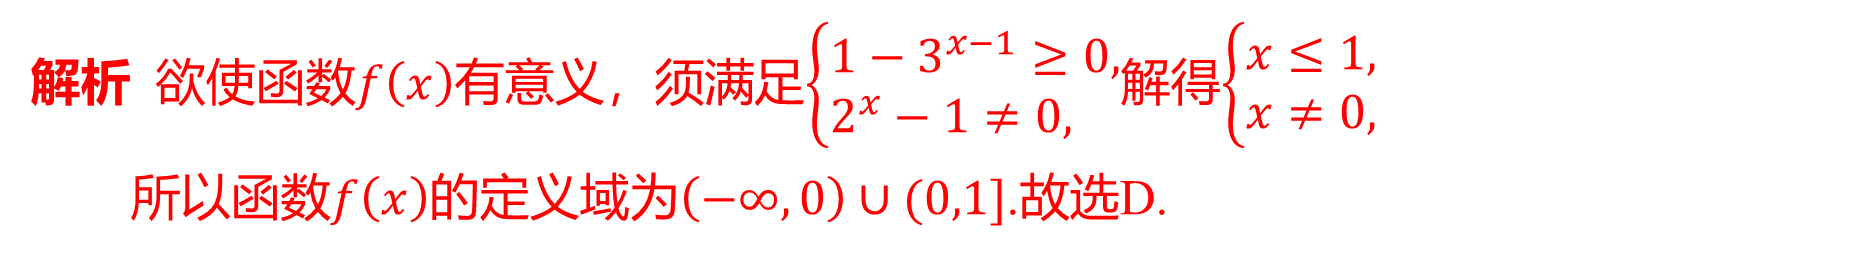 解析 欲使函数f(x)有意义，须满足{1 − 3^{x−1} ≥ 0, 2^x − 1 ≠ 0, 解得{x ≤ 1, x ≠ 0,
所以函数f(x)的定义域为(−∞, 0) ∪ (0,1].故选D.